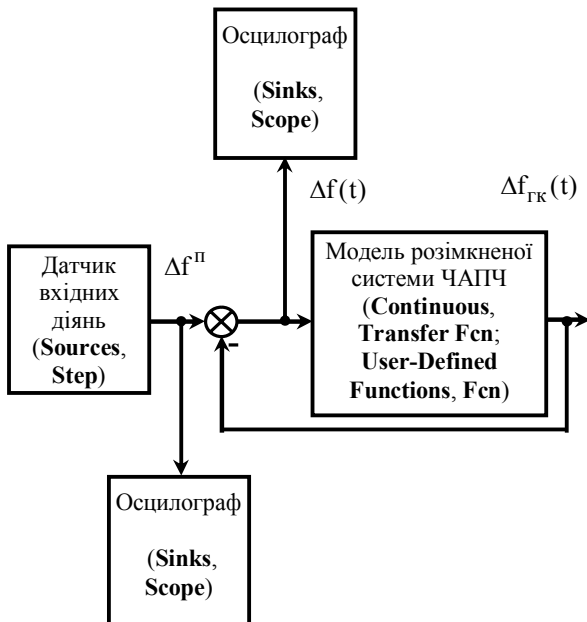 Осцилограф
(Sinks,
Scope)
Δf(t)
Δfгк(t)
Датчик
вхідних
діянь
(Sources,
Step)
Δfп
-
Модель розімкненої
системи ЧАПЧ
(Continuous,
Transfer Fcn;
User-Defined
Functions, Fcn)
Осцилограф
(Sinks,
Scope)